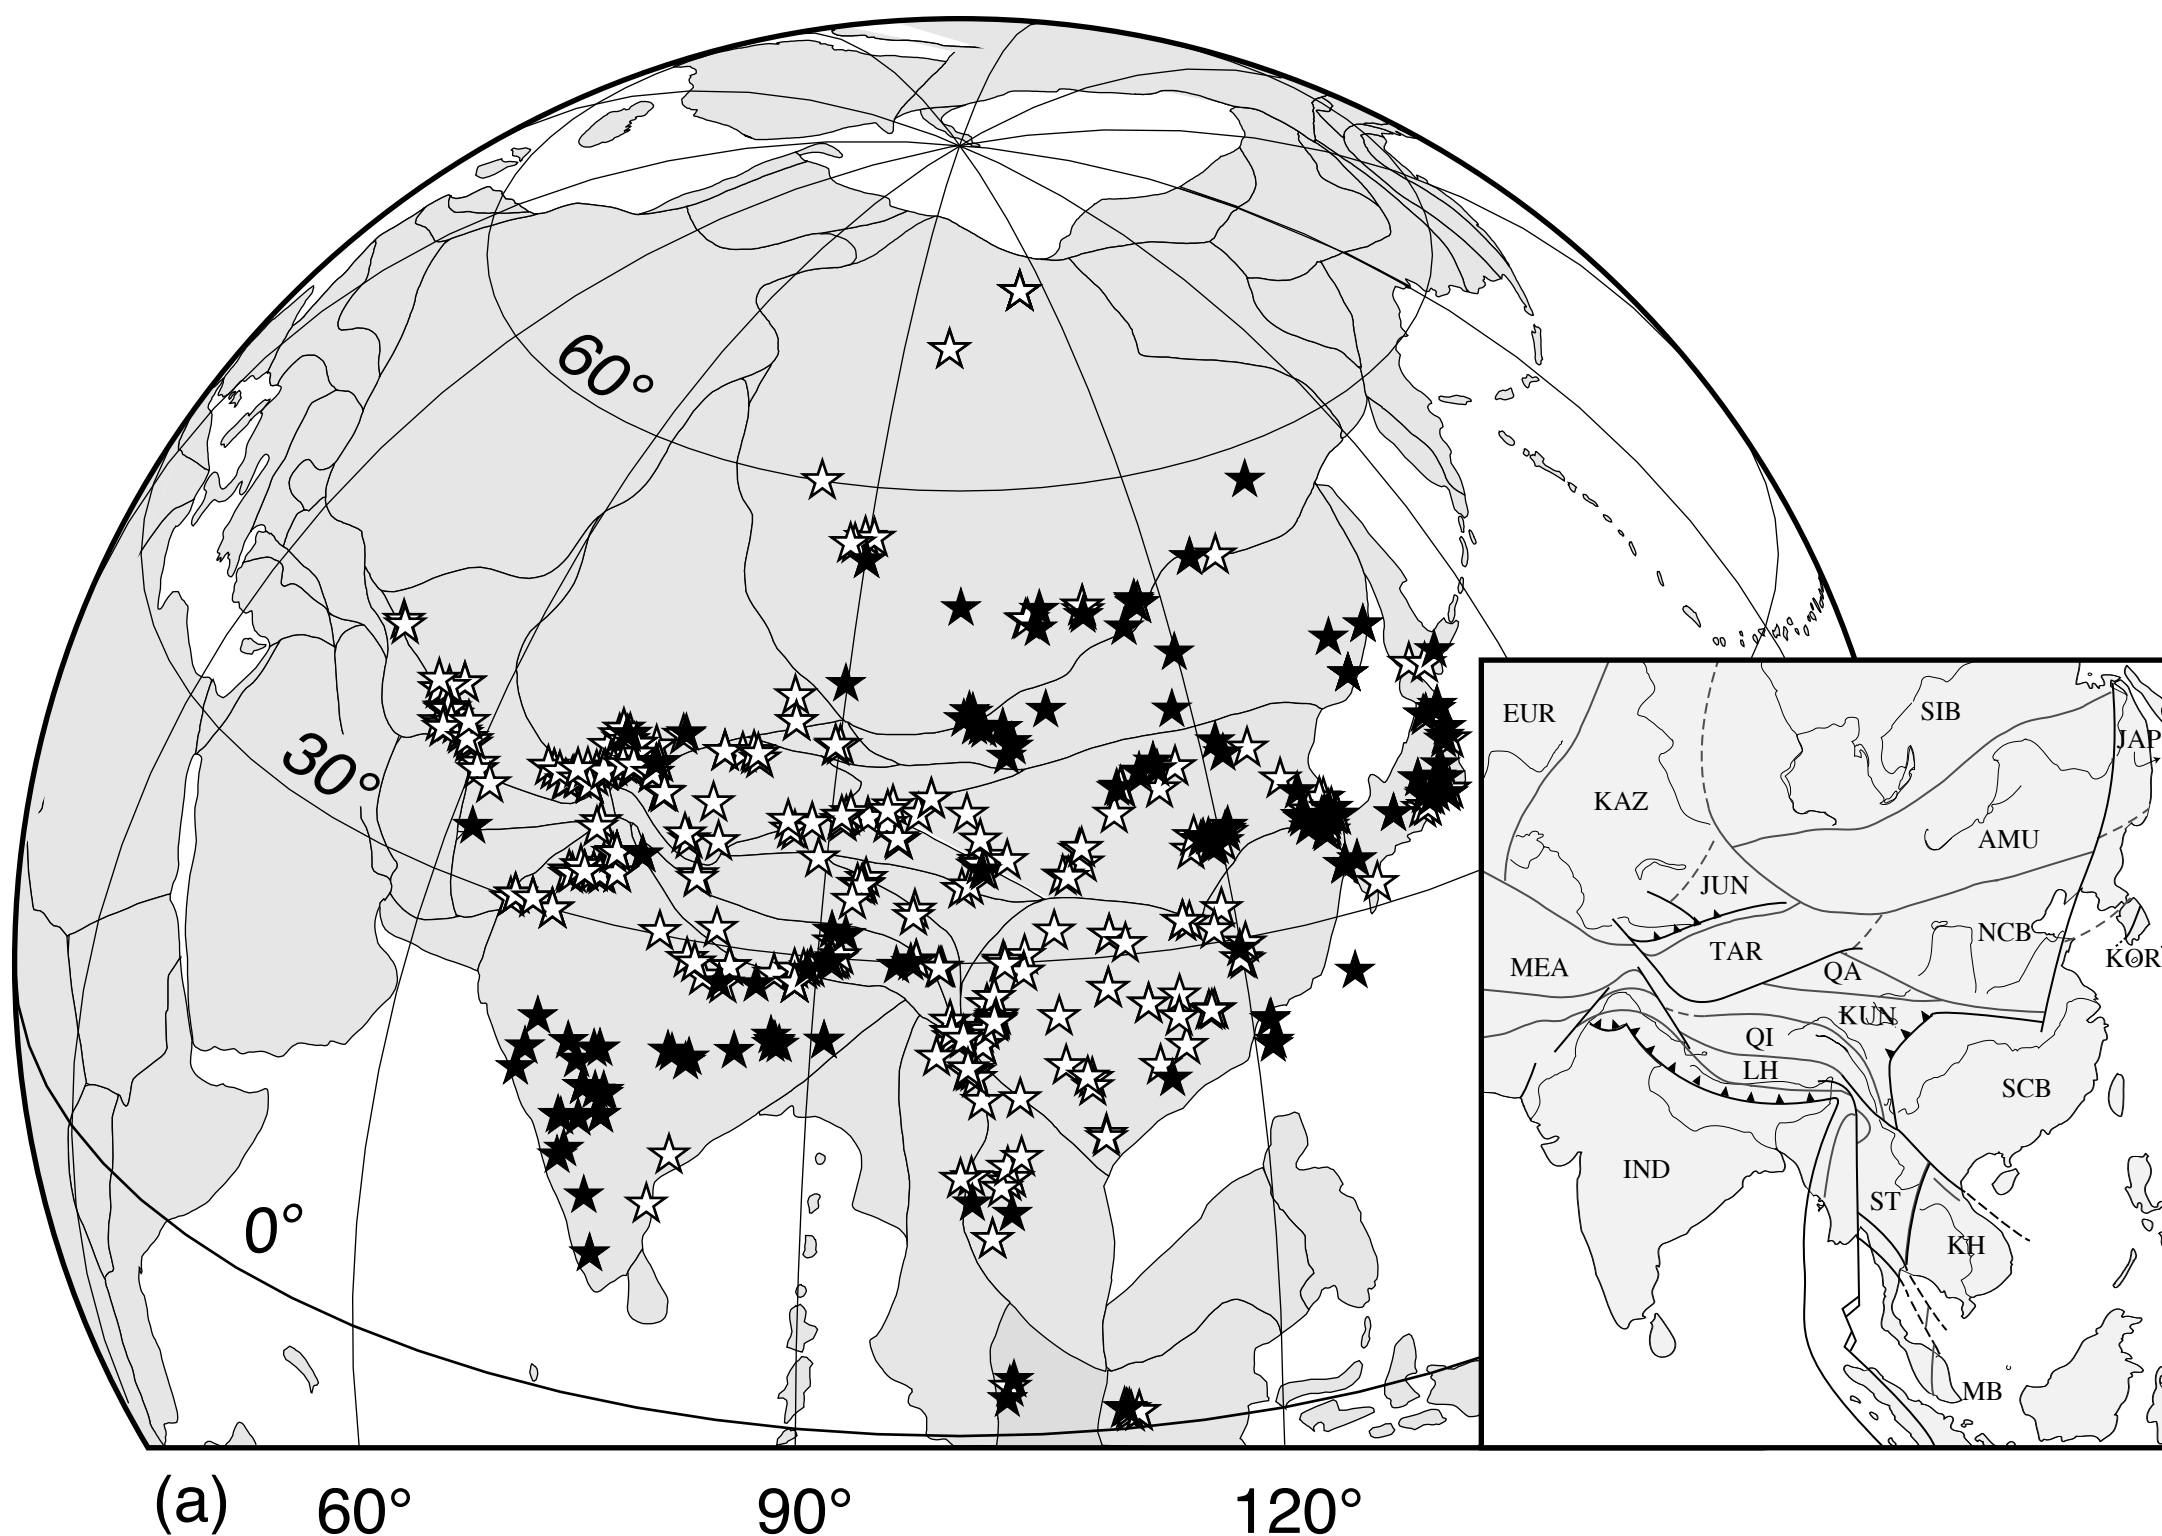 60°
30°
0°
EUR
SIB
JAP
KAZ
AMU
JUN
NCB
TAR
KOR
MEA
QA
KUN
QI
LH
SCB
IND
ST
KH
MB
(a) 60° 90° 120°